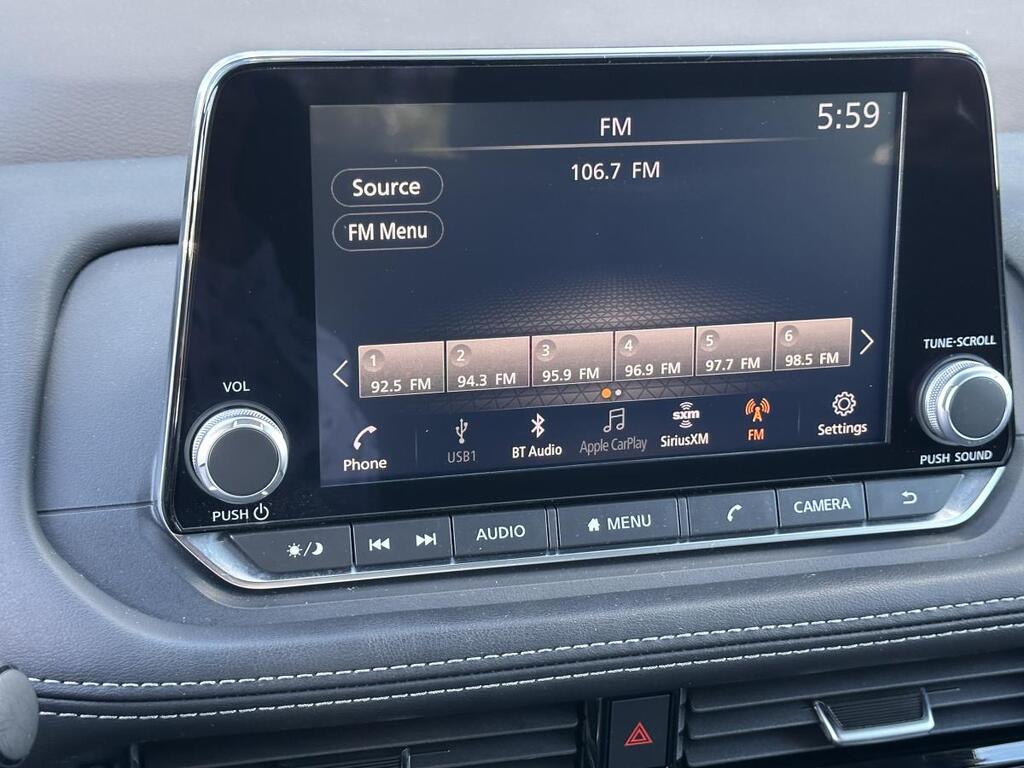 FM
5:59
106.7 FM
Source
FM Menu
1
92.5 FM
2
94.3 FM
3
95.9 FM
4
96.9 FM
5
97.7 FM
6
98.5 FM
Phone
USB1
BT Audio
Apple CarPlay
sxm
SiriusXM
FM
Settings
VOL
PUSH
TUNE•SCROLL
PUSH SOUND
AUDIO
MENU
CAMERA